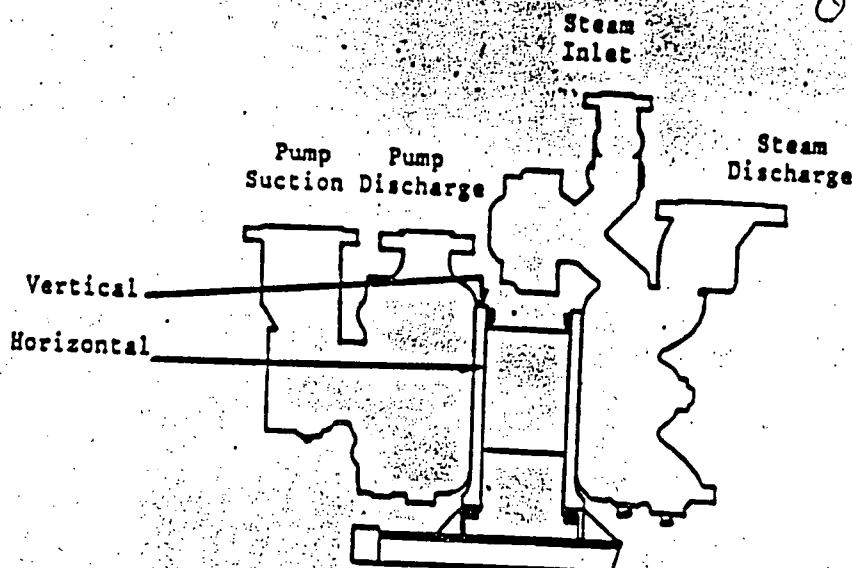 Steam
Inlet
Steam
Discharge
Pump
Suction
Pump
Discharge
Vertical
Horizontal